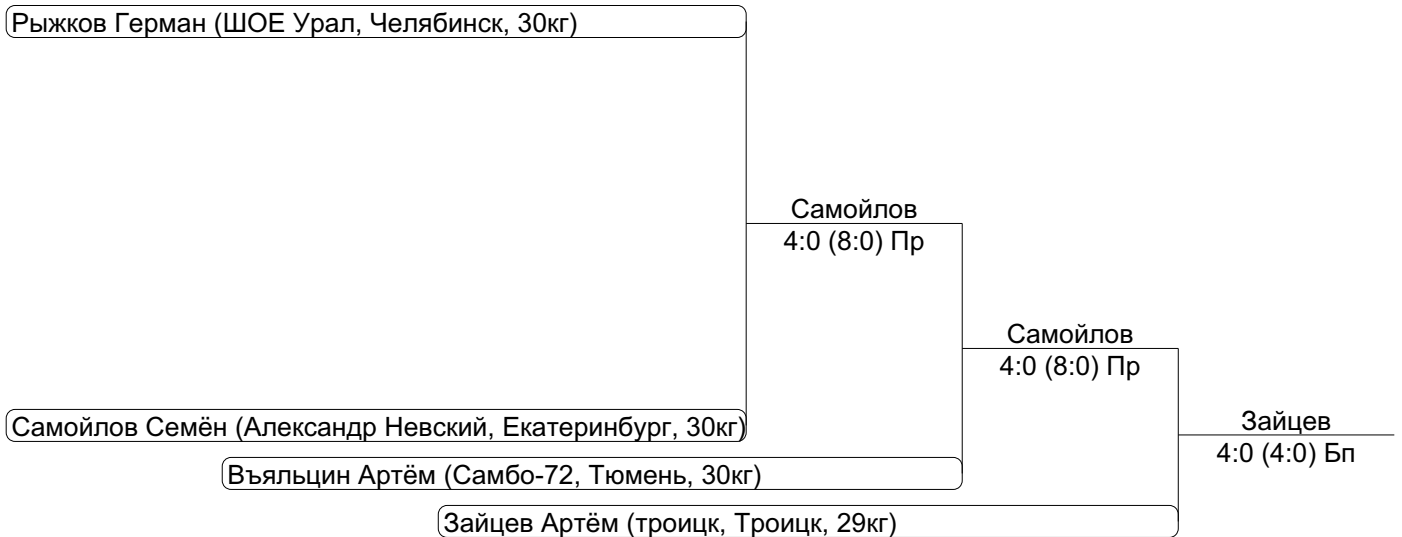 Рыжков Герман (ШОЕ Урал, Челябинск, 30кг)
Самойлов
4:0 (8:0) Пр
Самойлов
4:0 (8:0) Пр
Самойлов Семён (Александр Невский, Екатеринбург, 30кг)
Зайцев
4:0 (4:0) Бп
Въяльцин Артём (Самбо-72, Тюмень, 30кг)
Зайцев Артём (троицк, Троицк, 29кг)